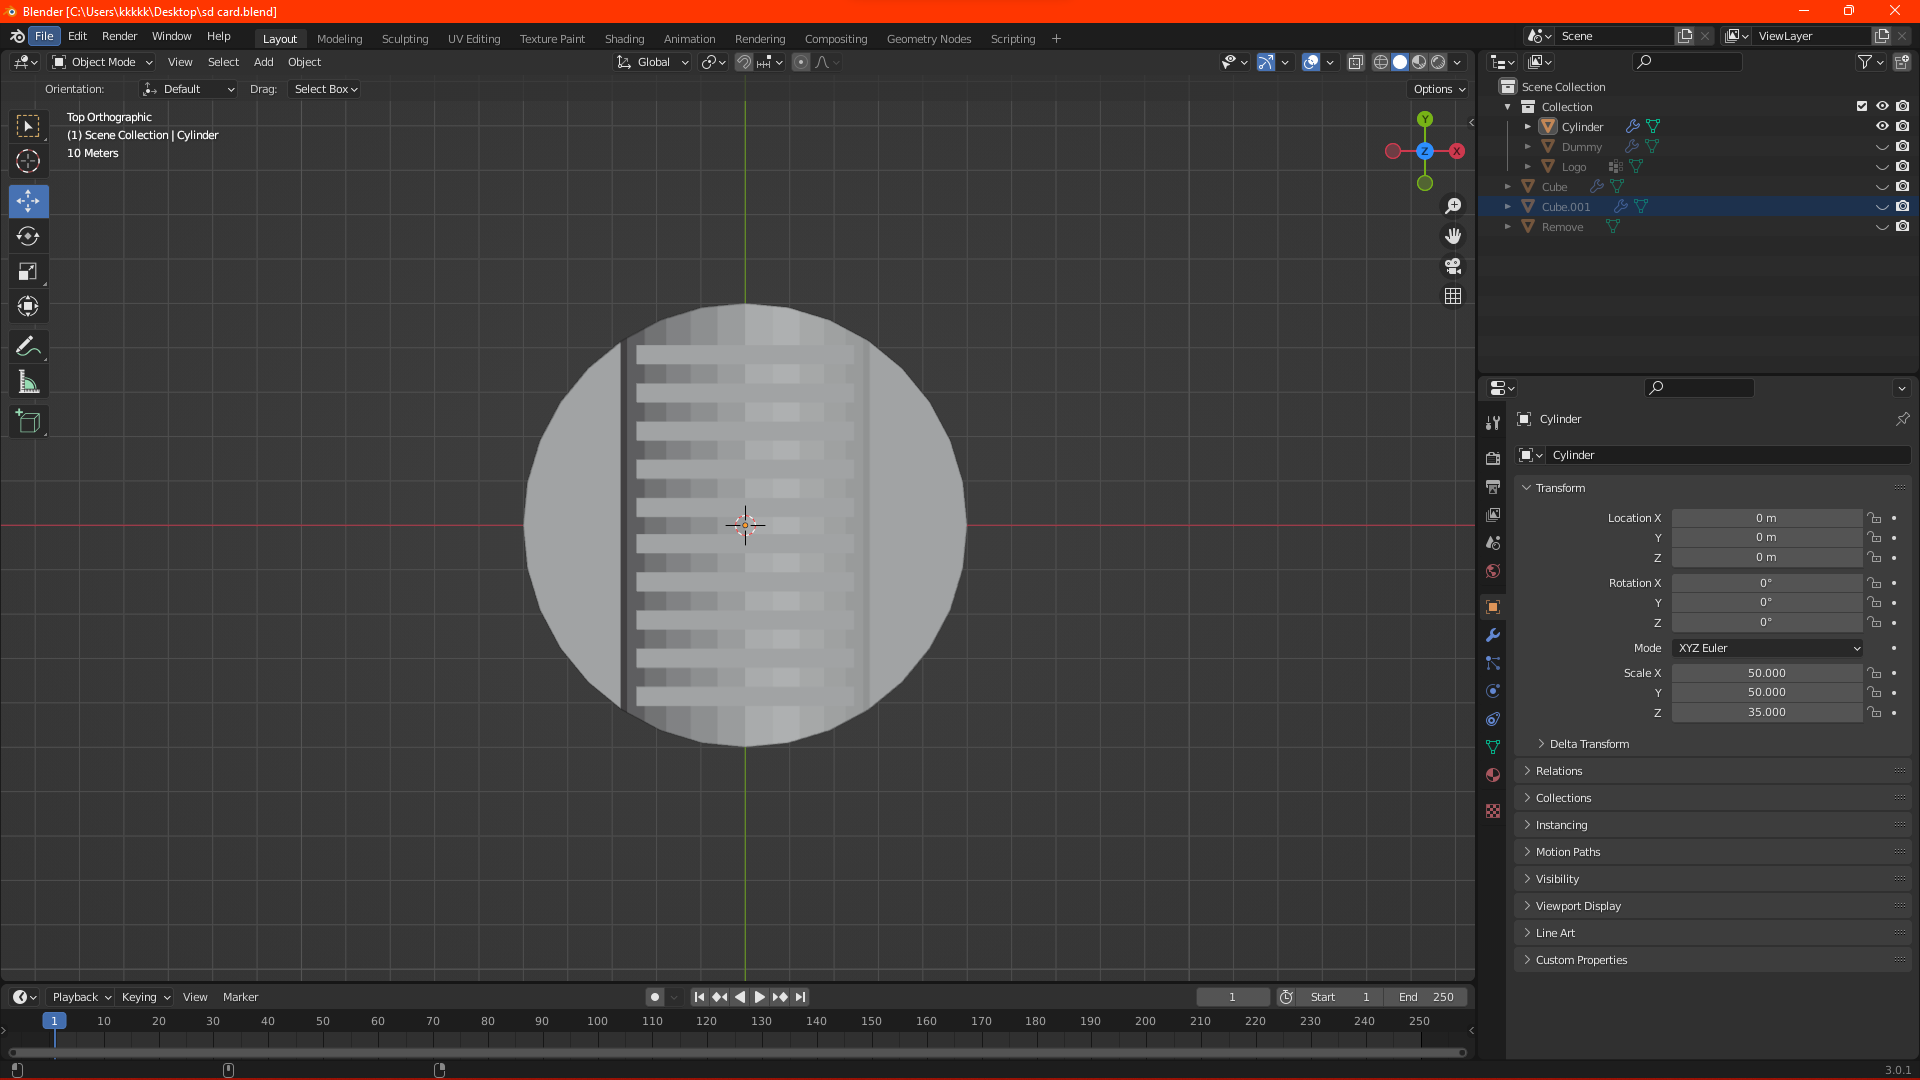 Blender [C:\Users\kkkkk\Desktop\sd card.blend]
File Edit Render Window Help Layout Modeling Sculpting UV Editing Texture Paint Shading Animation Rendering Compositing Geometry Nodes Scripting + Scene ViewLayer
Object Mode View Select Add Object Global
Orientation: Default Drag: Select Box Options
Top Orthographic
(1) Scene Collection | Cylinder
10 Meters
Y
Z X
Scene Collection
Collection
Cylinder
Dummy
Logo
Cube
Cube.001
Remove
Cylinder
Cylinder
Transform
Location X 0 m
Y 0 m
Z 0 m
Rotation X 0°
Y 0°
Z 0°
Mode XYZ Euler
Scale X 50.000
Y 50.000
Z 35.000
Delta Transform
Relations
Collections
Instancing
Motion Paths
Visibility
Viewport Display
Line Art
Custom Properties
Playback Keying View Marker 1 Start 1 End 250
1 10 20 30 40 50 60 70 80 90 100 110 120 130 140 150 160 170 180 190 200 210 220 230 240 250
3.0.1